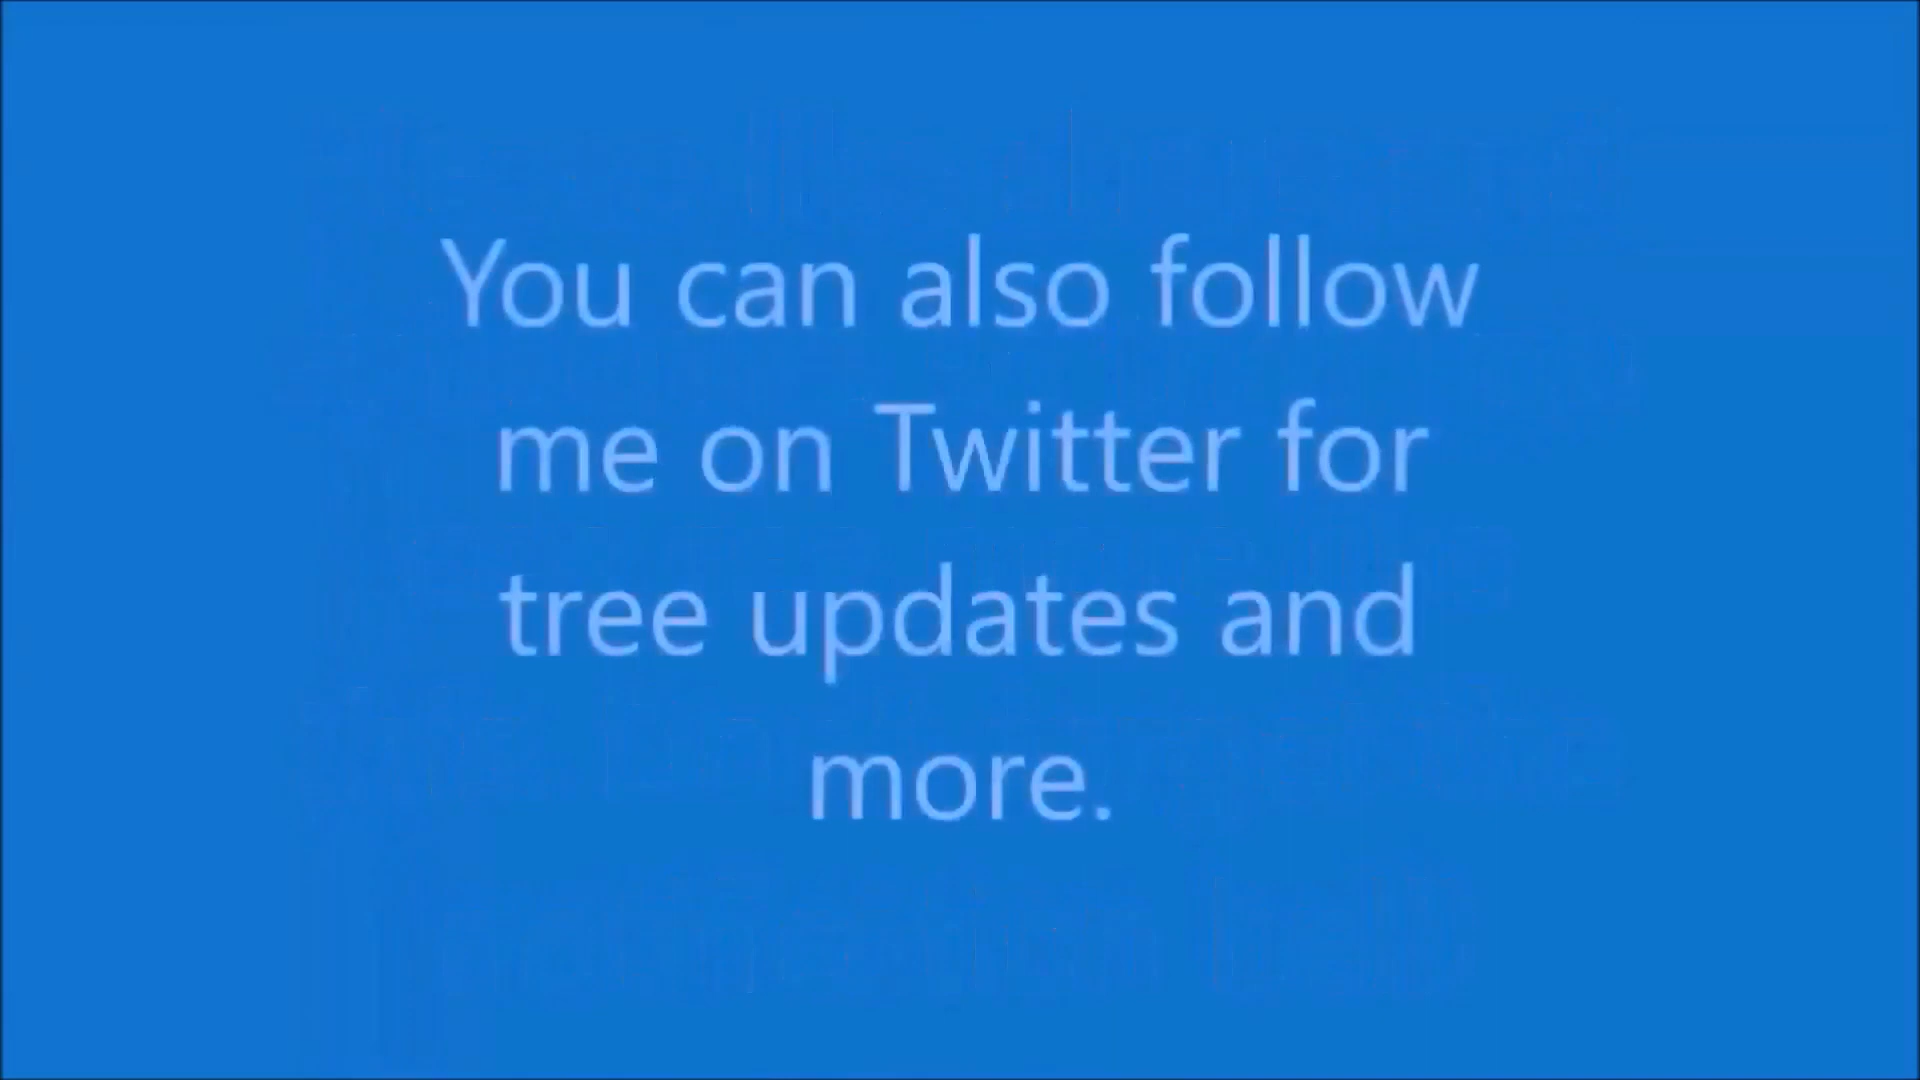 You can also follow
me on Twitter for
tree updates and
more.